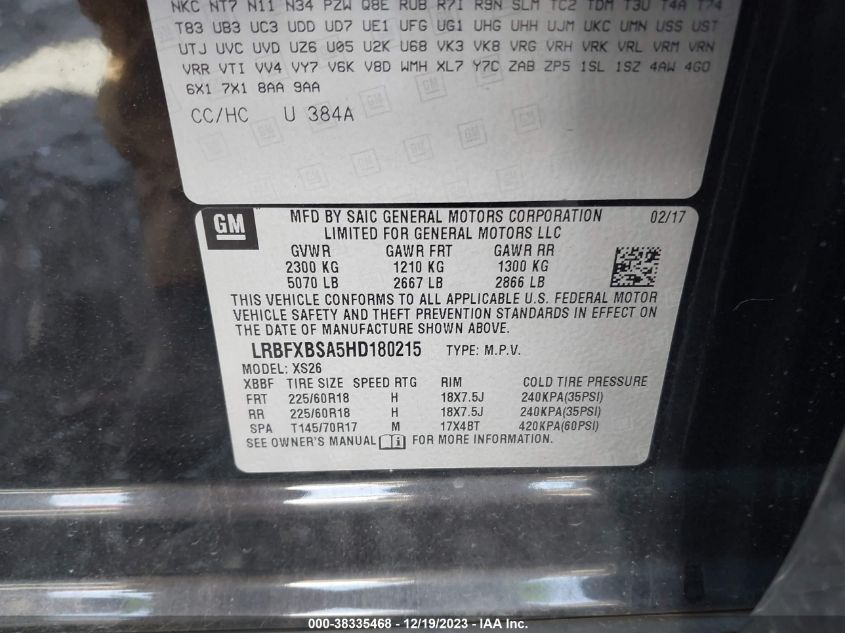 NKC NT7 N11 N34 PZW Q8E RUB R7I R9N SLM TC2 TDM T3U T4A T74
T83 UB3 UC3 UDD UD7 UE1 UFG UG1 UHG UHH UJM UKC UMN USS UST
UTJ UVC UVD UZ6 U05 U2K U68 VK3 VK8 VRG VRH VRK VRL VRM VRN
VRR VTI VV4 VY7 V6K V8D WMH XL7 Y7C ZAB ZP5 1SL 1SZ 4AW 4G0
6X1 7X1 8AA 9AA
CC/HC U 384A
GM
MFD BY SAIC GENERAL MOTORS CORPORATION 02/17
LIMITED FOR GENERAL MOTORS LLC
GVWR GAWR FRT GAWR RR
2300 KG 1210 KG 1300 KG
5070 LB 2667 LB 2866 LB
THIS VEHICLE CONFORMS TO ALL APPLICABLE U.S. FEDERAL MOTOR
VEHICLE SAFETY AND THEFT PREVENTION STANDARDS IN EFFECT ON
THE DATE OF MANUFACTURE SHOWN ABOVE.
LRBFXBSA5HD180215 TYPE: M.P.V.
MODEL: XS26
XBBF TIRE SIZE SPEED RTG RIM COLD TIRE PRESSURE
FRT 225/60R18 H 18X7.5J 240KPA(35PSI)
RR 225/60R18 H 18X7.5J 240KPA(35PSI)
SPA T145/70R17 M 17X4BT 420KPA(60PSI)
SEE OWNER'S MANUAL FOR MORE INFORMATION.
000-38335468 - 12/19/2023 - IAA Inc.